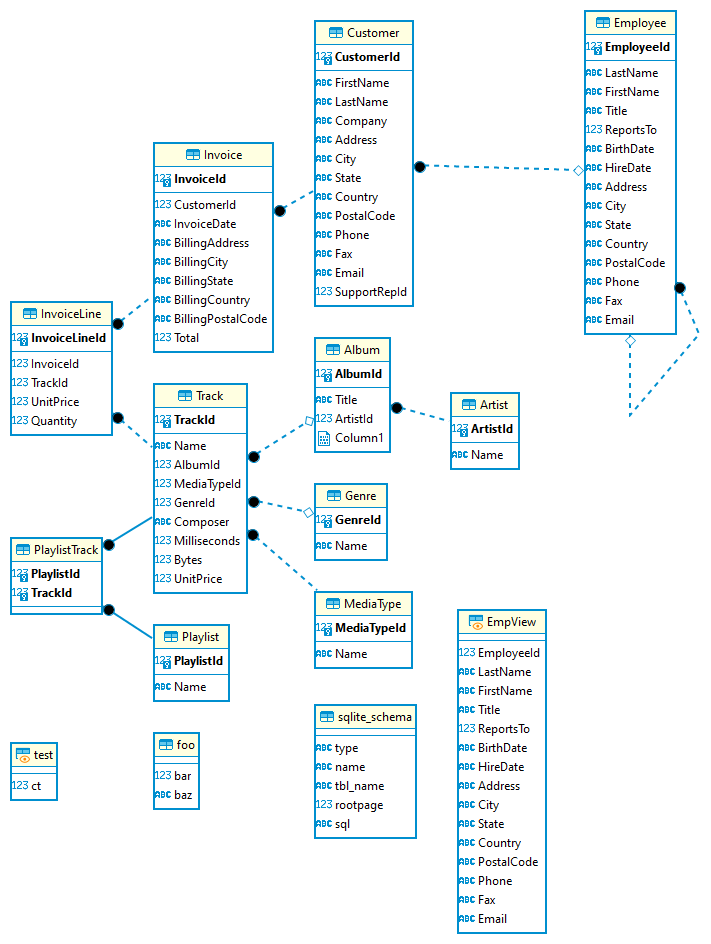 Customer
123 CustomerId
ABC FirstName
ABC LastName
ABC Company
ABC Address
ABC City
ABC State
ABC Country
ABC PostalCode
ABC Phone
ABC Fax
ABC Email
123 SupportRepId
Employee
123 EmployeeId
ABC LastName
ABC FirstName
ABC Title
123 ReportsTo
ABC BirthDate
ABC HireDate
ABC Address
ABC City
ABC State
ABC Country
ABC PostalCode
ABC Phone
ABC Fax
ABC Email
Invoice
123 InvoiceId
123 CustomerId
ABC InvoiceDate
ABC BillingAddress
ABC BillingCity
ABC BillingState
ABC BillingCountry
ABC BillingPostalCode
123 Total
InvoiceLine
123 InvoiceLineId
123 InvoiceId
123 TrackId
123 UnitPrice
123 Quantity
Track
123 TrackId
ABC Name
123 AlbumId
123 MediaTypeId
123 GenreId
ABC Composer
123 Milliseconds
123 Bytes
123 UnitPrice
Album
123 AlbumId
ABC Title
123 ArtistId
Column1
Artist
123 ArtistId
ABC Name
Genre
123 GenreId
ABC Name
PlaylistTrack
123 PlaylistId
123 TrackId
MediaType
123 MediaTypeId
ABC Name
Playlist
123 PlaylistId
ABC Name
EmpView
123 EmployeeId
ABC LastName
ABC FirstName
ABC Title
123 ReportsTo
ABC BirthDate
ABC HireDate
ABC Address
ABC City
ABC State
ABC Country
ABC PostalCode
ABC Phone
ABC Fax
ABC Email
sqlite_schema
ABC type
ABC name
ABC tbl_name
123 rootpage
ABC sql
test
123 ct
foo
123 bar
ABC baz